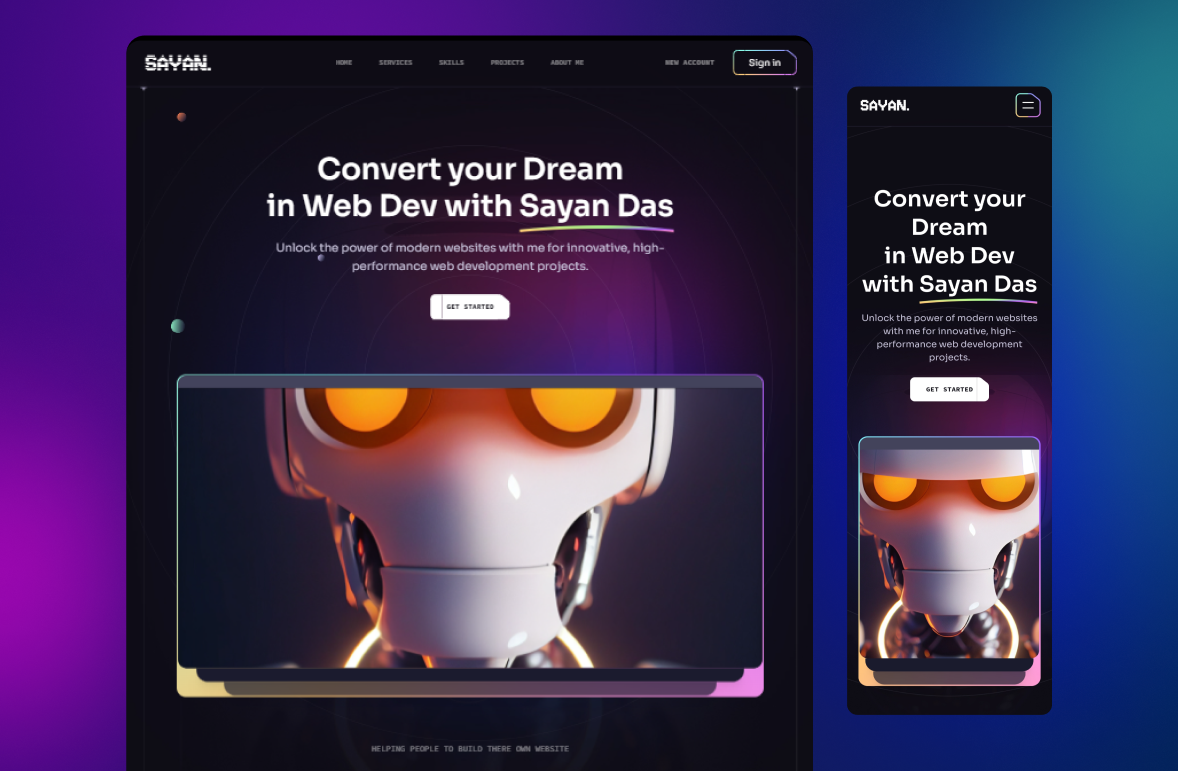 SAYAN.
HOME SERVICES SKILLS PROJECTS ABOUT ME NEW ACCOUNT Sign in
Convert your Dream
in Web Dev with Sayan Das
Unlock the power of modern websites with me for innovative, high-
performance web development projects.
GET STARTED
HELPING PEOPLE TO BUILD THERE OWN WEBSITE
SAYAN.
Convert your
Dream
in Web Dev
with Sayan Das
Unlock the power of modern websites
with me for innovative, high-
performance web development
projects.
GET STARTED